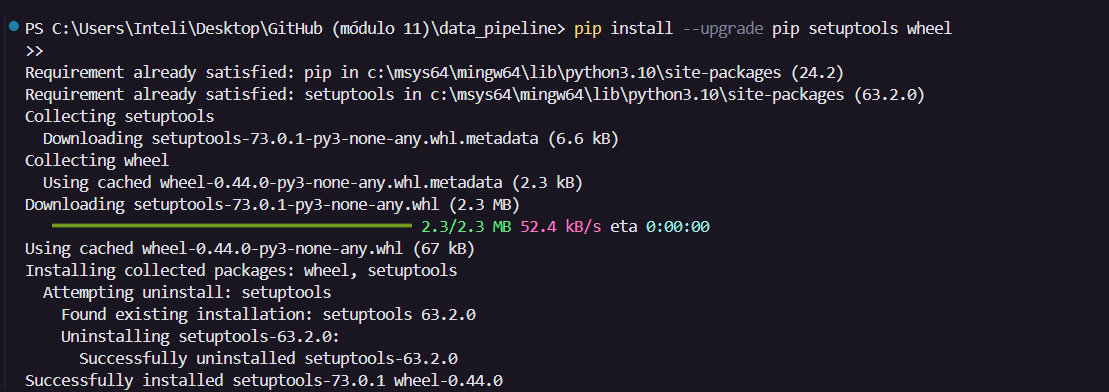 PS C:\Users\Inteli\Desktop\GitHub (módulo 11)\data_pipeline> pip install --upgrade pip setuptools wheel
>>
Requirement already satisfied: pip in c:\msys64\mingw64\lib\python3.10\site-packages (24.2)
Requirement already satisfied: setuptools in c:\msys64\mingw64\lib\python3.10\site-packages (63.2.0)
Collecting setuptools
  Downloading setuptools-73.0.1-py3-none-any.whl.metadata (6.6 kB)
Collecting wheel
  Using cached wheel-0.44.0-py3-none-any.whl.metadata (2.3 kB)
Downloading setuptools-73.0.1-py3-none-any.whl (2.3 MB)
2.3/2.3 MB 52.4 kB/s eta 0:00:00
Using cached wheel-0.44.0-py3-none-any.whl (67 kB)
Installing collected packages: wheel, setuptools
  Attempting uninstall: setuptools
    Found existing installation: setuptools 63.2.0
    Uninstalling setuptools-63.2.0:
      Successfully uninstalled setuptools-63.2.0
Successfully installed setuptools-73.0.1 wheel-0.44.0